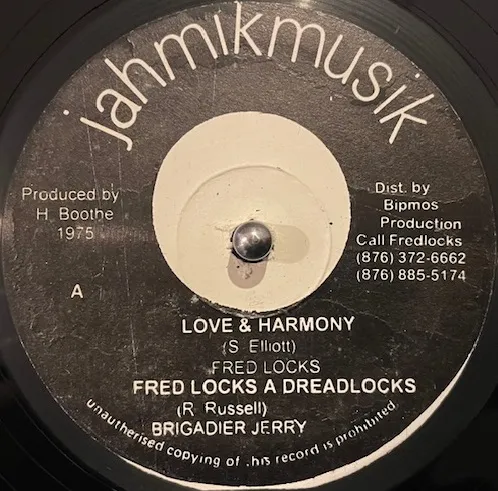 jahmikmusik
Produced by
H Boothe
1975
Dist. by
Bipmos
Production
Call Fredlocks
(876) 372-6662
(876) 885-5174
A
LOVE & HARMONY
(S Elliott)
FRED LOCKS
FRED LOCKS A DREADLOCKS
(R. Russell)
BRIGADIER JERRY
unauthorised copying of .his record is prohibited